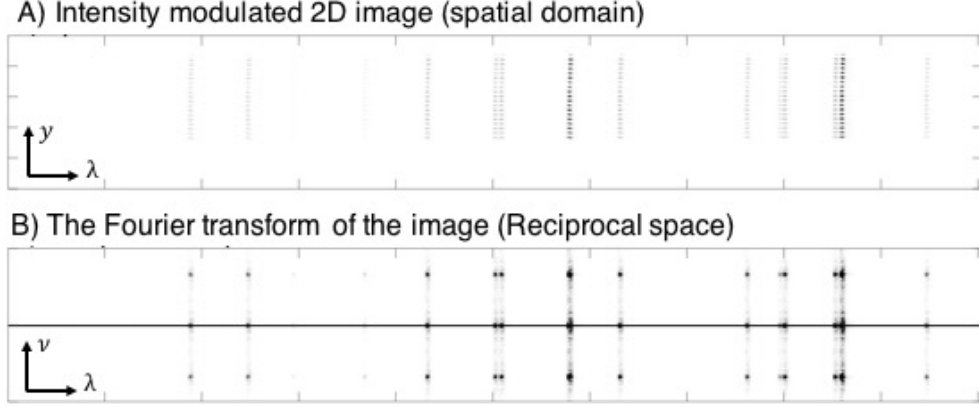 A) Intensity modulated 2D image (spatial domain)
y
λ
B) The Fourier transform of the image (Reciprocal space)
ν
λ